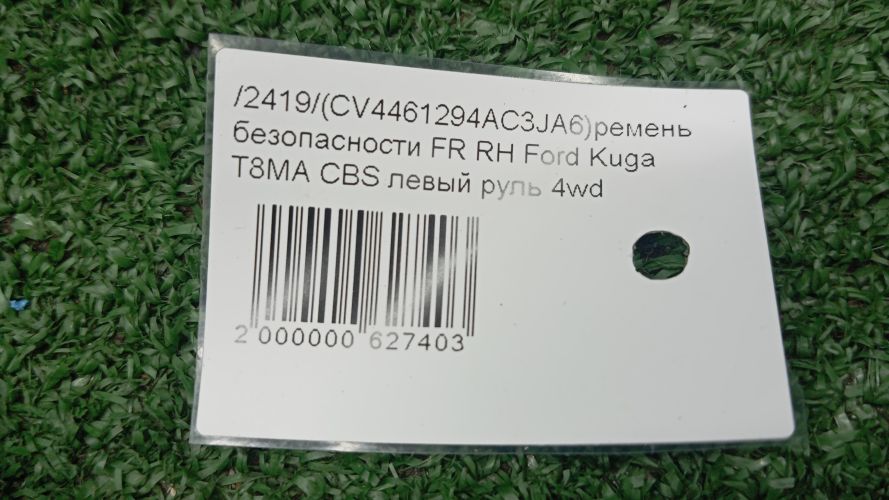 /2419/(CV4461294AC3JA6)ремень
безопасности FR RH Ford Kuga
T8MA CBS левый руль 4wd
2 000000 627403